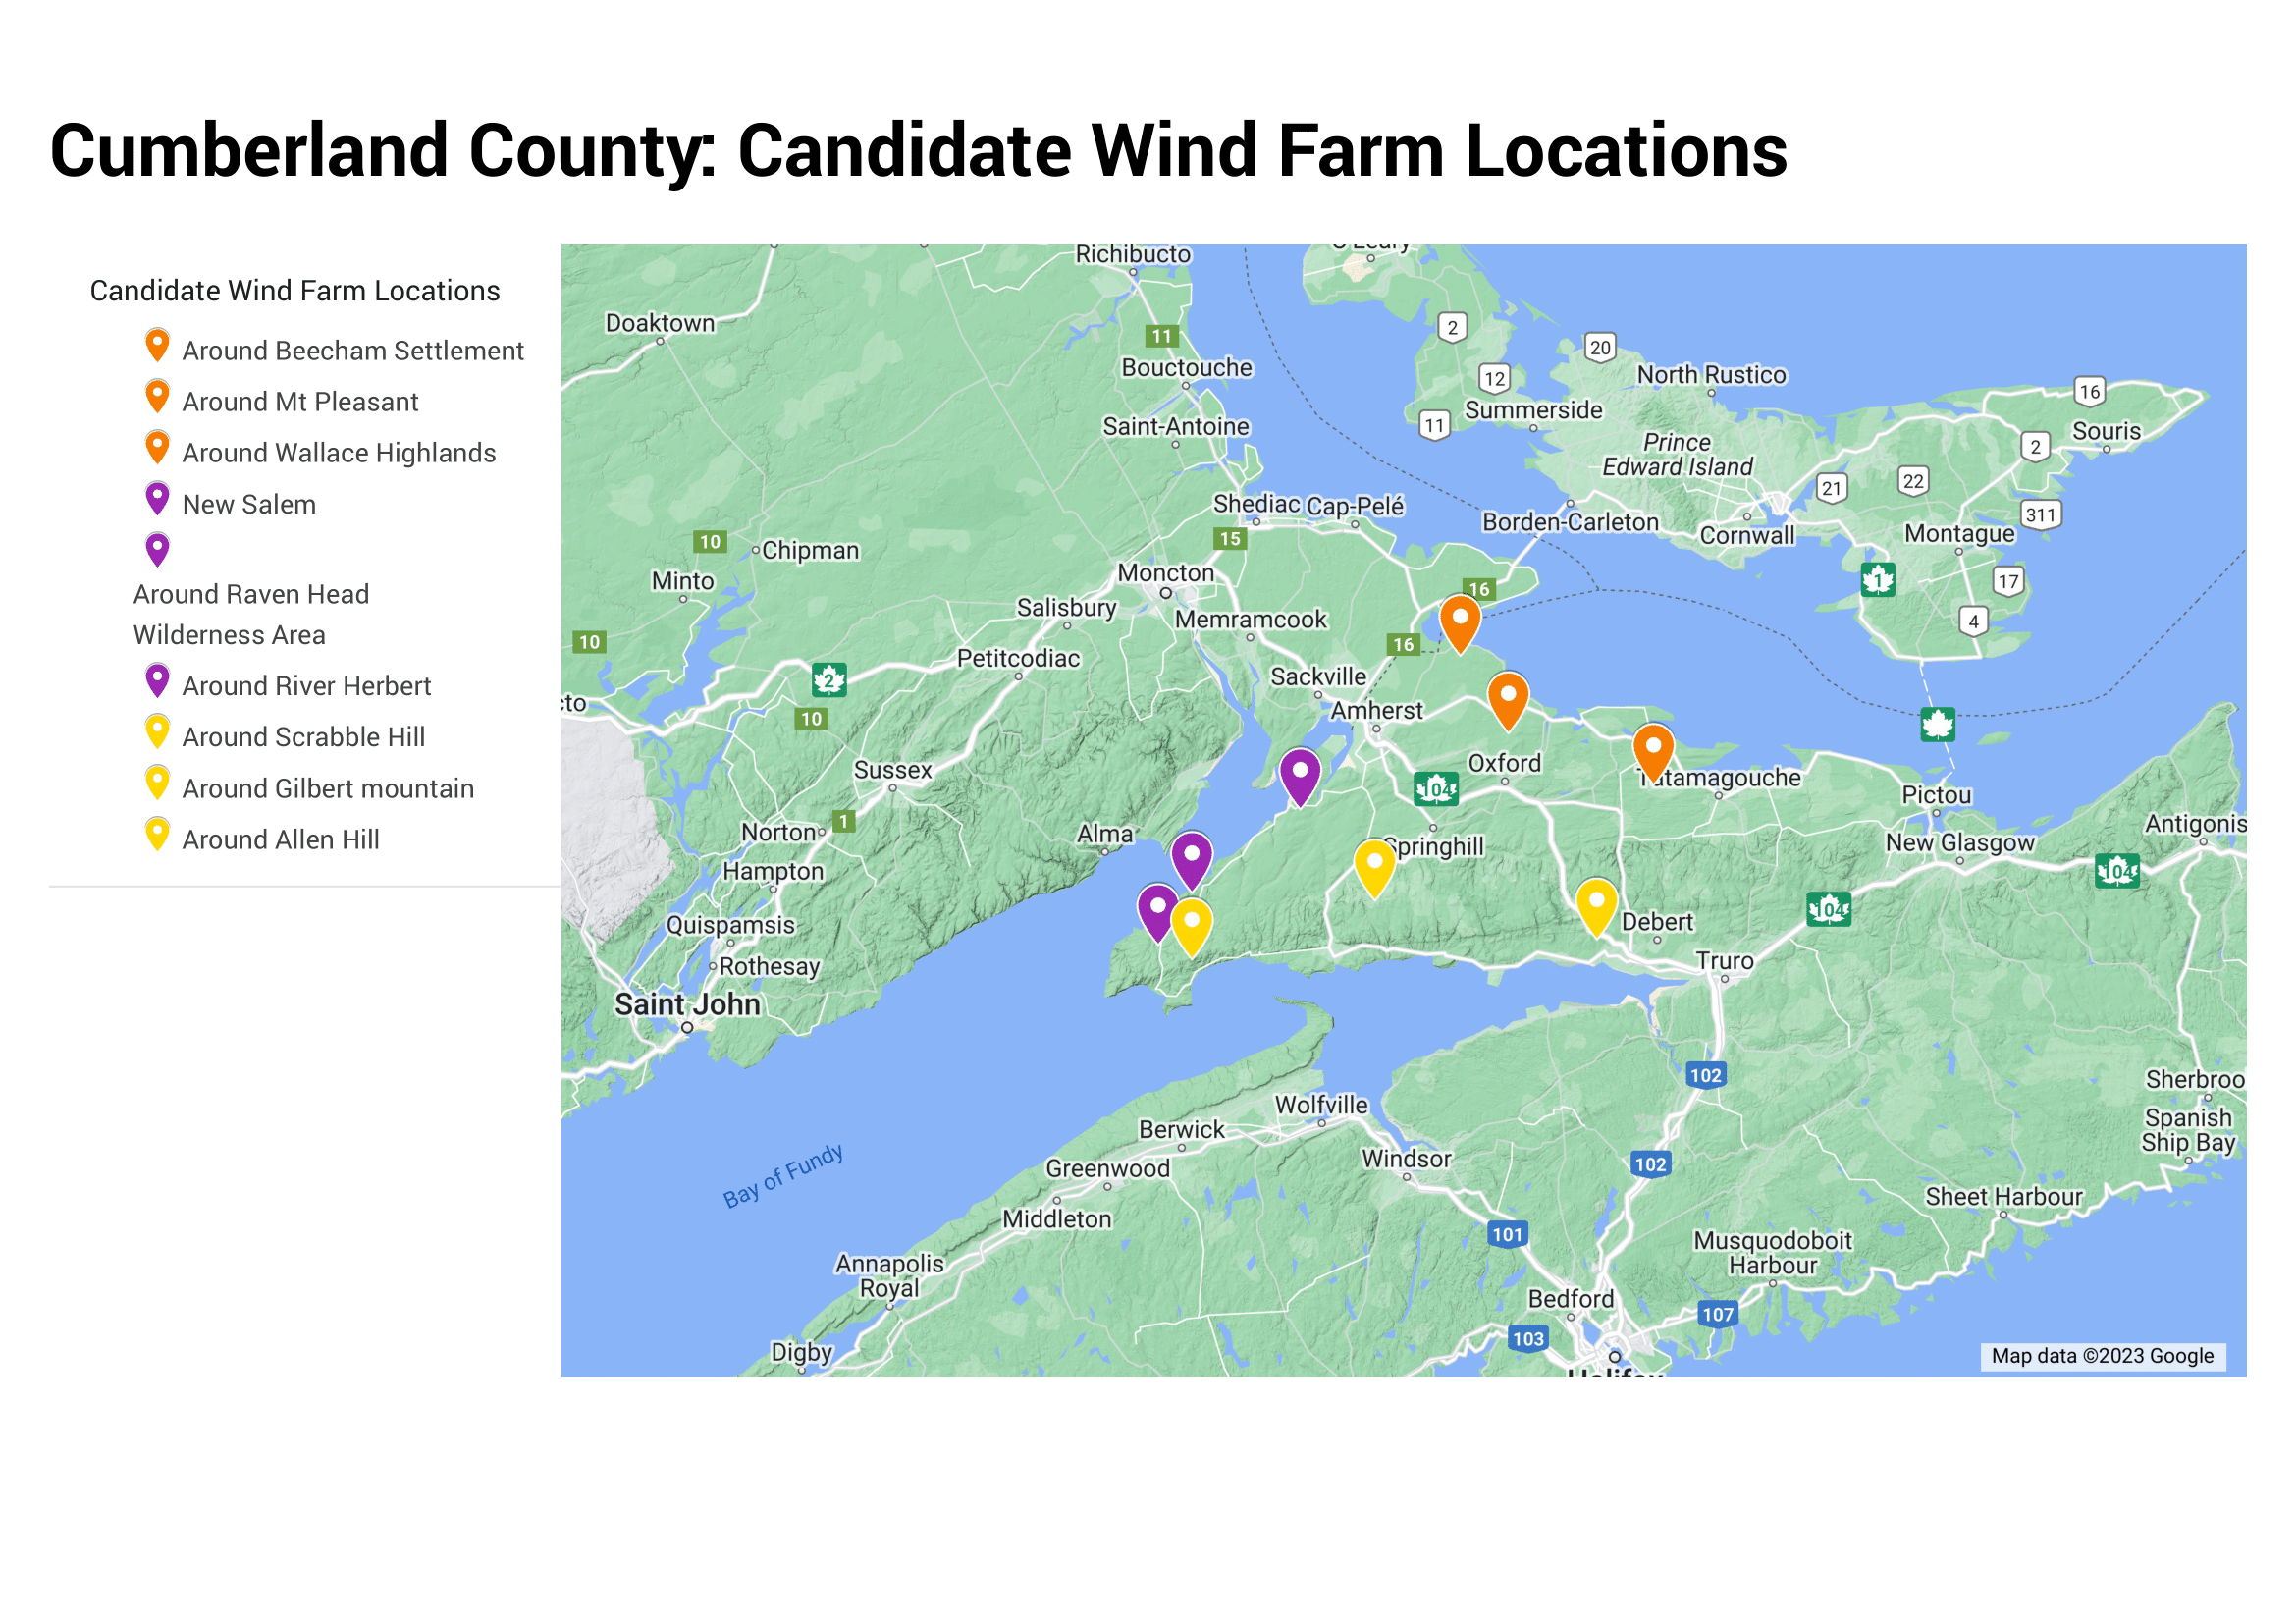 Cumberland County: Candidate Wind Farm Locations
Candidate Wind Farm Locations
Around Beecham Settlement
Around Mt Pleasant
Around Wallace Highlands
New Salem
Around Raven Head
Wilderness Area
Around River Herbert
Around Scrabble Hill
Around Gilbert mountain
Around Allen Hill
Richibucto
O'Leary
Doaktown
11
2
20
Bouctouche
12
North Rustico
16
Saint-Antoine
11
Summerside
Souris
Prince
Edward Island
2
21
22
Shediac
Cap-Pelé
Borden-Carleton
311
10
Chipman
15
Cornwall
Montague
Minto
Moncton
16
1
17
Salisbury
Memramcook
4
10
16
Petitcodiac
Sackville
2
cto
10
Amherst
Sussex
Oxford
104
Tatamagouche
Pictou
Norton
1
Alma
Springhill
New Glasgow
Antigonis
Hampton
104
104
Quispamsis
Debert
Rothesay
Truro
Saint John
102
Sherbroo
Wolfville
Spanish
Ship Bay
Berwick
Bay of Fundy
Greenwood
Windsor
102
Middleton
Sheet Harbour
101
Musquodoboit
Harbour
Annapolis
Royal
Bedford
107
103
Digby
Halifax
Map data ©2023 Google